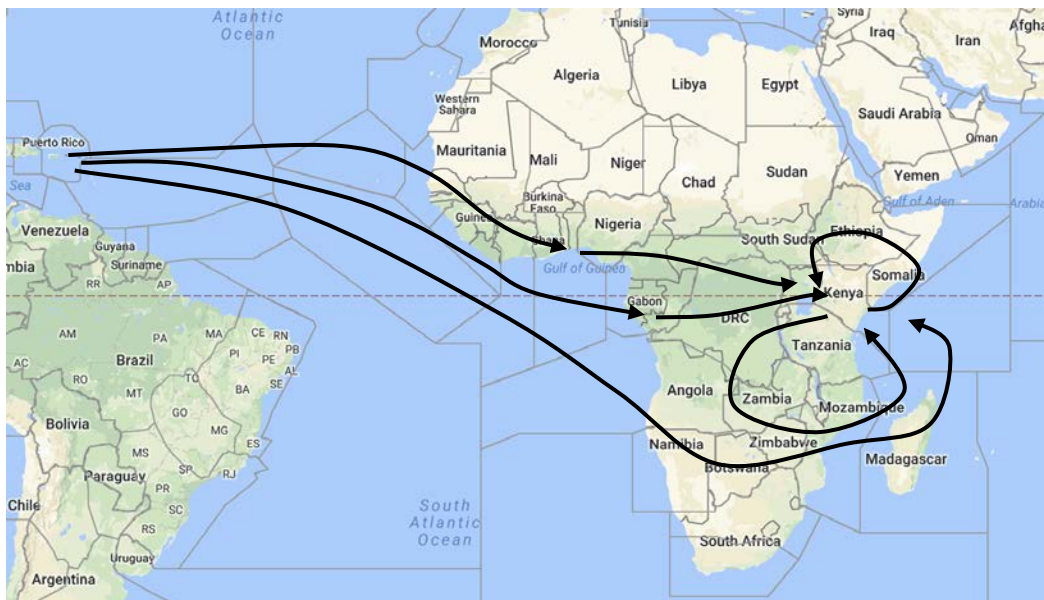 Atlantic
Ocean
Tunisia
Syria
Afgha
Morocco
Iraq
Iran
Algeria
Libya
Egypt
Western
Sahara
Saudi Arabia
Oman
Puerto Rico
Mauritania
Mali
Niger
Sudan
Chad
Yemen
Sea
Burkina
Faso
Gulf of Aden
Arabia
Guinea
Nigeria
Venezuela
Ghana
South Sudan
Ethiopia
Guyana
Suriname
mbia
Gulf of Guinea
Somalia
RR
AP
Gabon
Kenya
DRC
AM
PA
MA
CE
RN
Tanzania
PB
PI
PE
AC
Brazil
AL
RO
TO
SE
MT
BA
Angola
Zambia
GO
Mozambique
Bolivia
MG
Namibia
Zimbabwe
ES
MS
Madagascar
Botswana
SP
RJ
Paraguay
PR
Chile
South
Atlantic
Ocean
SC
RS
South Africa
Uruguay
Argentina